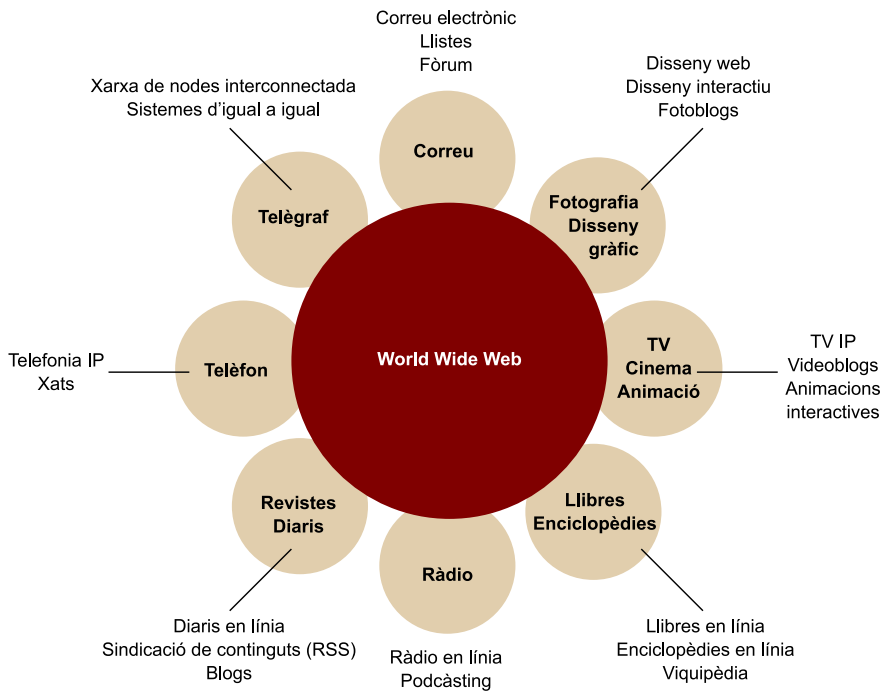 Correu electrònic
Llistes
Fòrum
Xarxa de nodes interconnectada
Sistemes d'igual a igual
Disseny web
Disseny interactiu
Fotoblogs
Correu
Telègraf
Fotografia
Disseny
gràfic
Telefonia IP
Xats
Telèfon
World Wide Web
TV
Cinema
Animació
TV IP
Videoblogs
Animacions
interactives
Revistes
Diaris
Ràdio
Llibres
Enciclopèdies
Diaris en línia
Sindicació de continguts (RSS)
Blogs
Ràdio en línia
Podcàsting
Llibres en línia
Enciclopèdies en línia
Viquipèdia